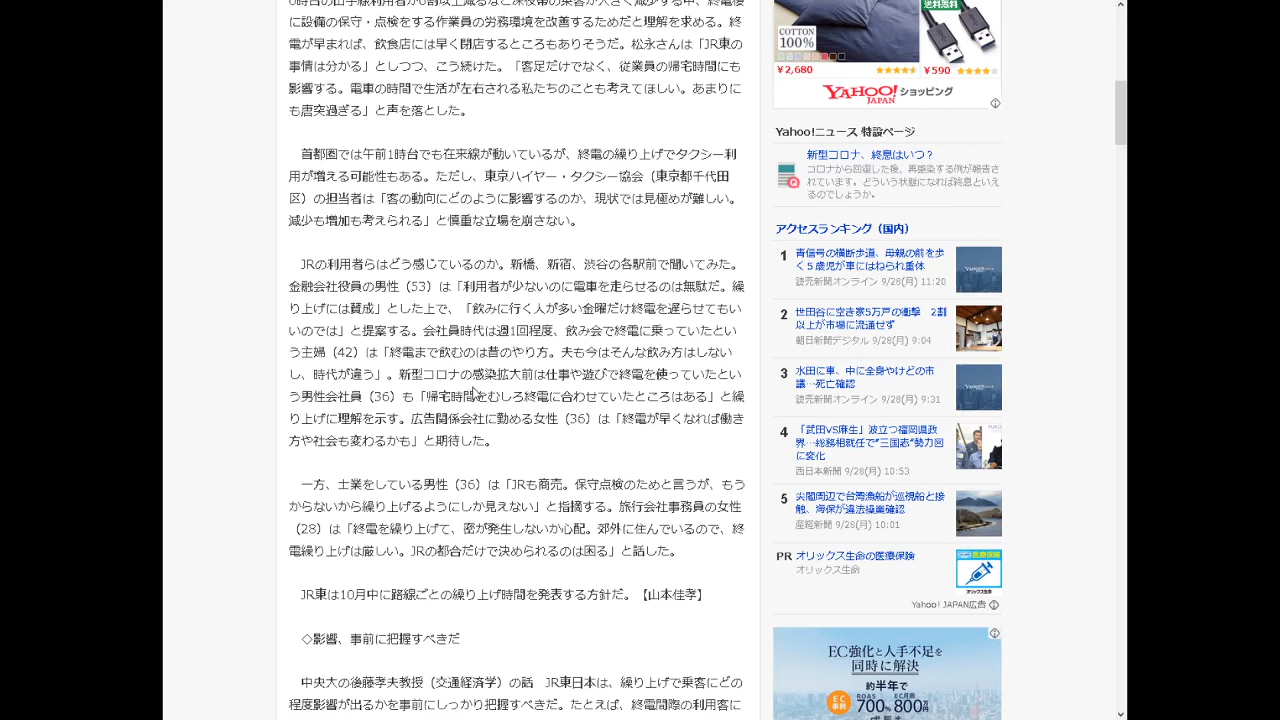 0時台の山手線利用者が6割以上減るなど深夜帯の乗客が大きく減少する中、終電後
に設備の保守・点検をする作業員の労務環境を改善するためだと理解を求める。終
電が早まれば、飲食店には早く閉店するところもありそうだ。松永さんは「JR東の
事情は分かる」としつつ、こう続けた。「客足だけでなく、従業員の帰宅時間にも
影響する。電車の時間で生活が左右される私たちのことも考えてほしい。あまりに
も唐突過ぎる」と声を落とした。
首都圏では午前1時台でも在来線が動いているが、終電の繰り上げでタクシー利
用が増える可能性もある。ただし、東京ハイヤー・タクシー協会（東京都千代田
区）の担当者は「客の動向にどのように影響するのか、現状では見極めが難しい。
減少も増加も考えられる」と慎重な立場を崩さない。
JRの利用者らはどう感じているのか。新橋、新宿、渋谷の各駅前で聞いてみた。
金融会社役員の男性（53）は「利用者が少ないのに電車を走らせるのは無駄だ。繰
り上げには賛成」とした上で、「飲みに行く人が多い金曜だけ終電を遅らせてもい
いのでは」と提案する。会社員時代は週1回程度、飲み会で終電に乗っていたとい
う主婦（42）は「終電まで飲むのは昔のやり方。夫も今はそんな飲み方はしない
し、時代が違う」。新型コロナの感染拡大前は仕事や遊びで終電を使っていたとい
う男性会社員（36）も「帰宅時間をむしろ終電に合わせていたところはある」と繰
り上げに理解を示す。広告関係会社に勤める女性（36）は「終電が早くなれば働き
方や社会も変わるかも」と期待した。
一方、士業をしている男性（36）は「JRも商売。保守点検のためと言うが、もう
からないから繰り上げるようにしか見えない」と指摘する。旅行会社事務員の女性
（28）は「終電を繰り上げて、密が発生しないか心配。郊外に住んでいるので、終
電繰り上げは厳しい。JRの都合だけで決められるのは困る」と話した。
JR東は10月中に路線ごとの繰り上げ時間を発表する方針だ。【山本佳孝】
◇影響、事前に把握すべきだ
中央大の後藤孝夫教授（交通経済学）の話　JR東日本は、繰り上げで乗客にどの
程度影響が出るかを事前にしっかり把握すべきだ。たとえば、終電間際の利用客に
送料無料
COTTON
100%
￥2,680
￥590
YAHOO! JAPAN ショッピング
Yahoo!ニュース 特設ページ
新型コロナ、終息はいつ？
コロナから回復した後、再感染する例が報告さ
れています。どういう状態になれば終息といえ
るのでしょうか。
アクセスランキング（国内）
1
青信号の横断歩道、母親の前を歩
く５歳児が車にはねられ重体
読売新聞オンライン 9/28(月) 11:20
2
世田谷に空き家5万戸の衝撃　2割
以上が市場に流通せず
朝日新聞デジタル 9/28(月) 9:04
3
水田に車、中に全身やけどの市
議…死亡確認
読売新聞オンライン 9/28(月) 9:31
4
「武田VS麻生」波立つ福岡県政
界…総務相就任で"三国志"勢力図
に変化
西日本新聞 9/28(月) 10:53
5
尖閣周辺で台湾漁船が巡視船と接
触、海保が違法操業確認
産経新聞 9/28(月) 10:01
PR オリックス生命の医療保険
オリックス生命
医療保険
オリックス生命
Yahoo! JAPAN広告
EC強化と人手不足を
同時に解決
EC
事例
約半年で
ROAS
700%
EC月商
800万円